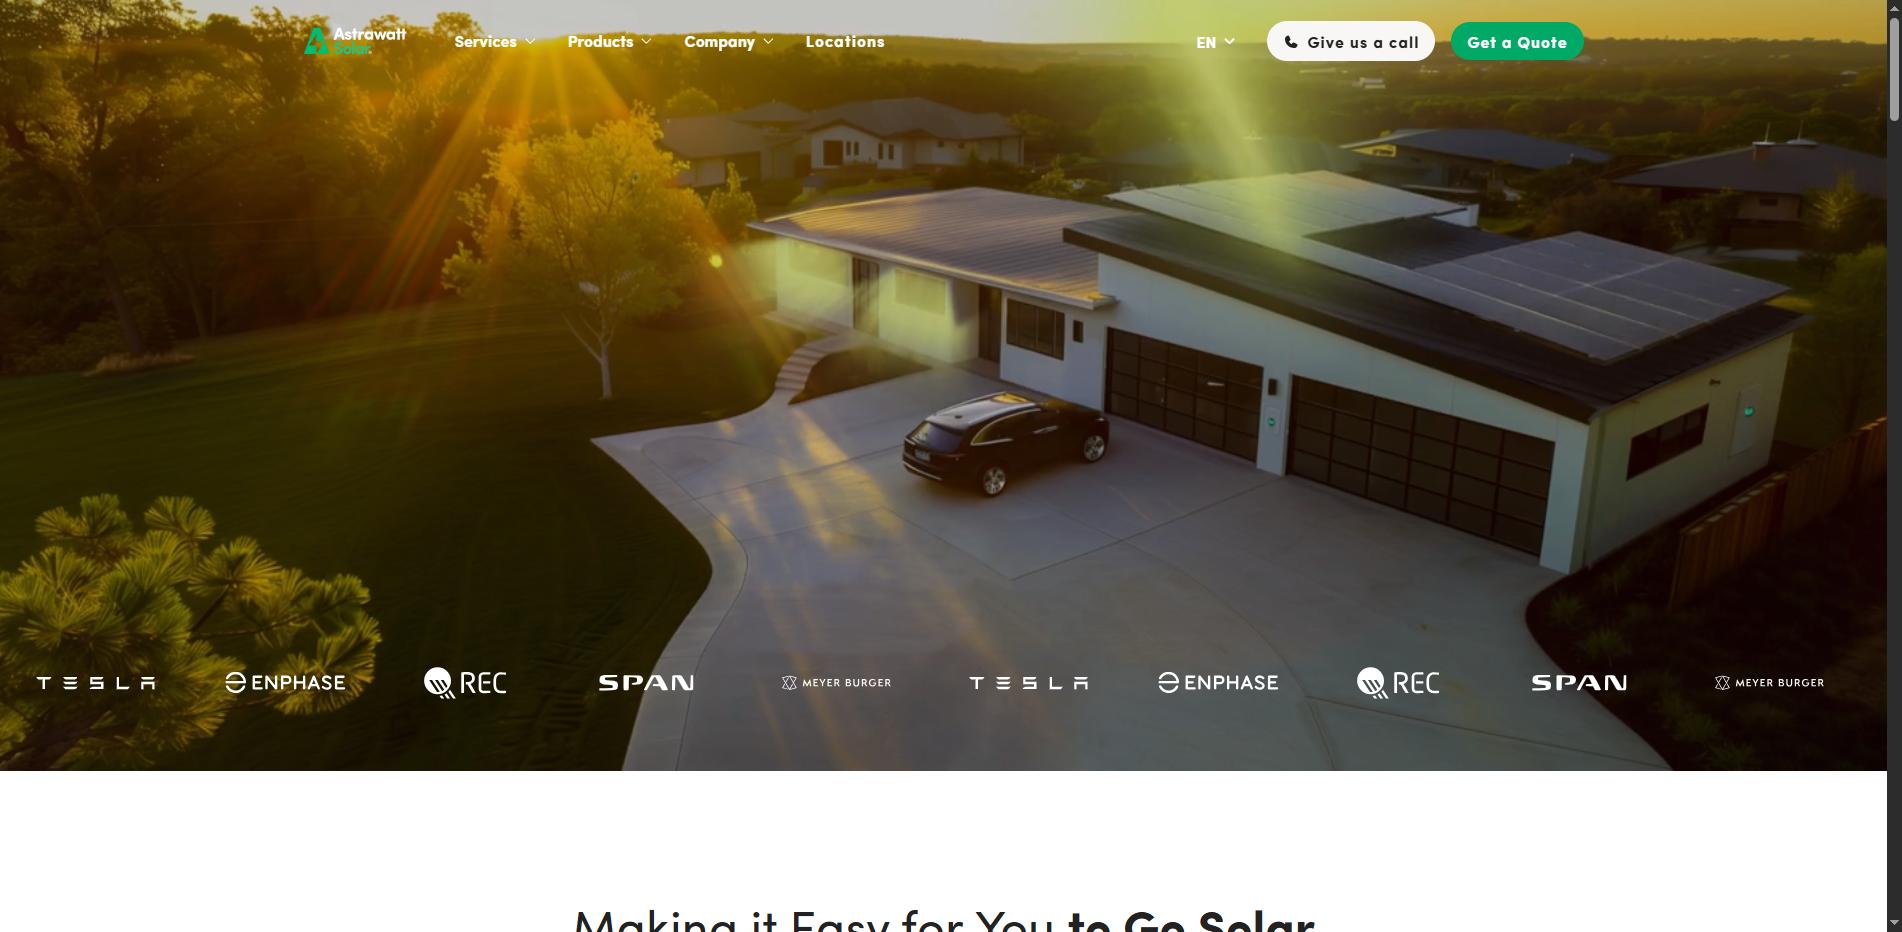 Astrawatt
Solar.
Services
Products
Company
Locations
EN
Give us a call
Get a Quote
TESLA
ENPHASE
REC
SPAN
MEYER BURGER
TESLA
ENPHASE
REC
SPAN
MEYER BURGER
Making it Easy for You to Go Solar